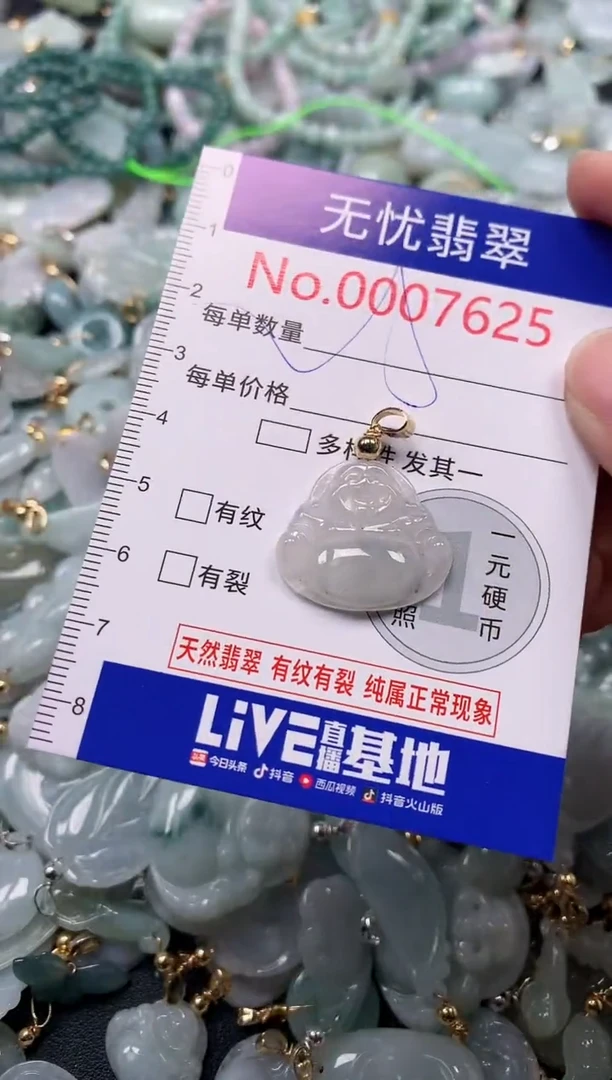 0
无忧翡翠
1
No.0007625
2
每单数量
3
每单价格
4
多 件 发其一
5
有纹
一元硬币
1
照
6
有裂
7
天然翡翠 有纹有裂 纯属正常现象
8
LiVE直播基地
头条 今日头条 抖音 西瓜视频 抖音火山版